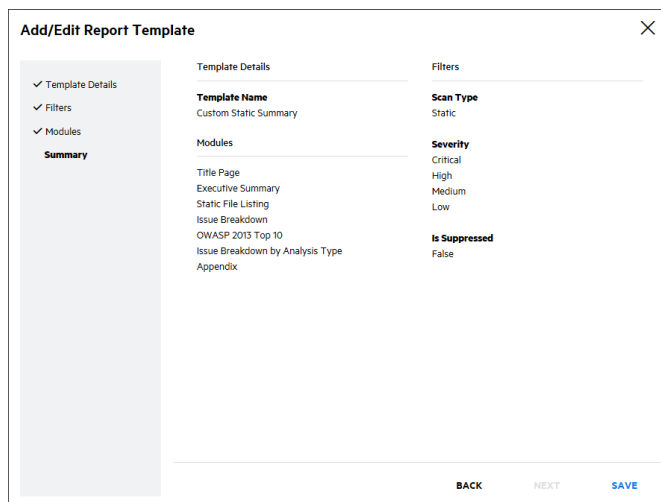 Add/Edit Report Template
Template Details
Filters
Modules
Summary
Template Details
Template Name
Custom Static Summary
Modules
Title Page
Executive Summary
Static File Listing
Issue Breakdown
OWASP 2013 Top 10
Issue Breakdown by Analysis Type
Appendix
Filters
Scan Type
Static
Severity
Critical
High
Medium
Low
Is Suppressed
False
BACK
NEXT
SAVE